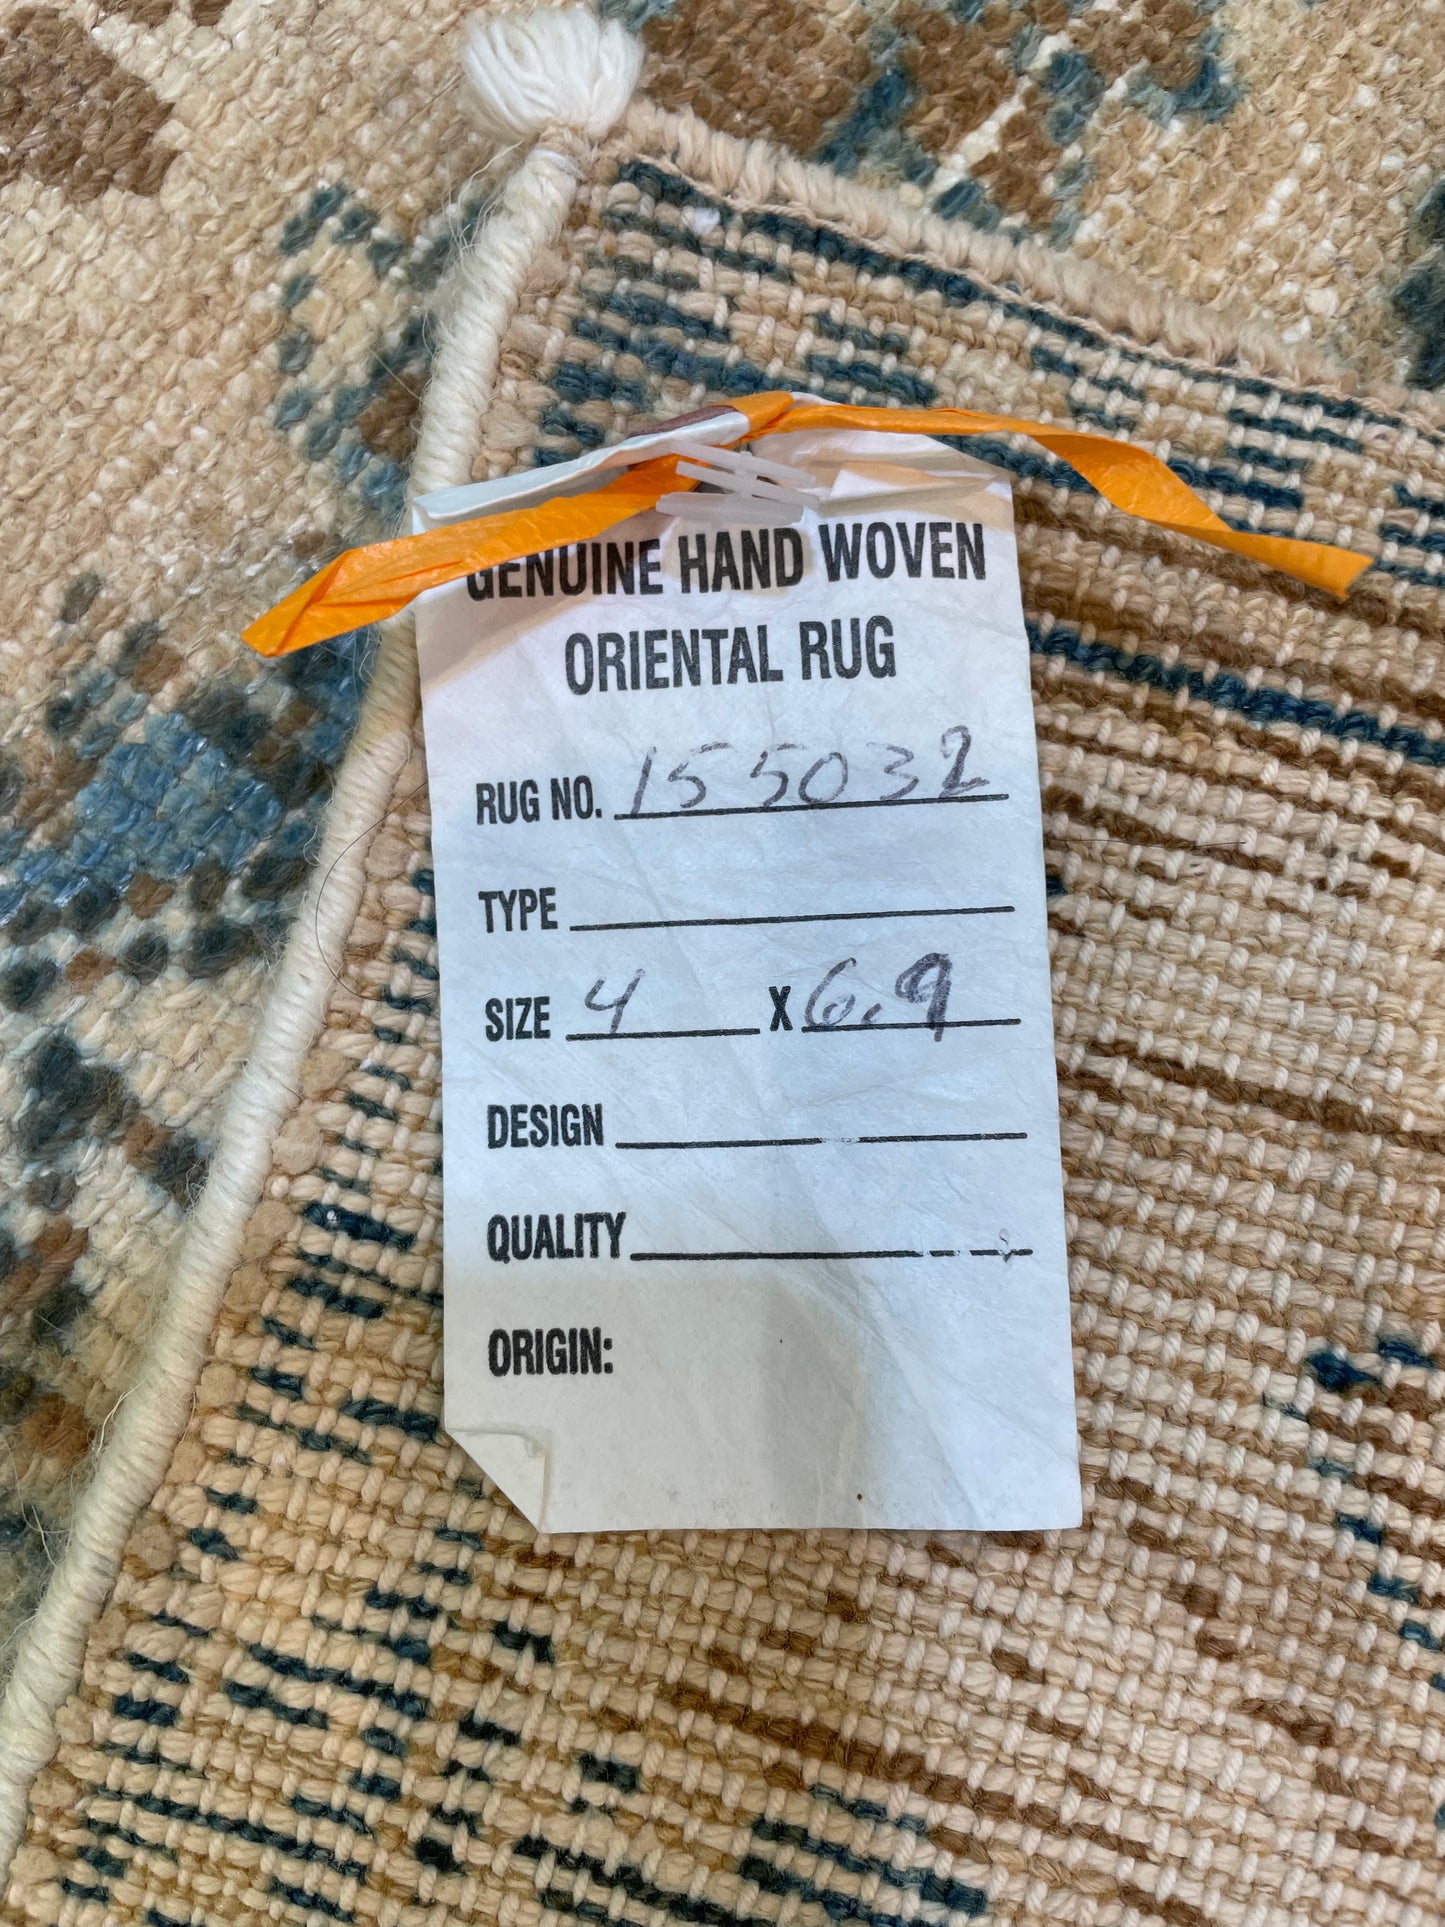 GENUINE HAND WOVEN
ORIENTAL RUG
RUG NO. 155032
TYPE
SIZE 4 X 6.9
DESIGN
QUALITY
ORIGIN: